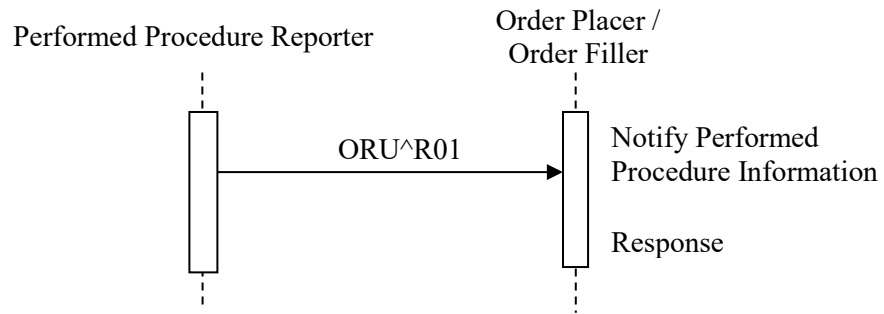 Performed Procedure Reporter
Order Placer /
Order Filler
ORU^R01
Notify Performed
Procedure Information
Response